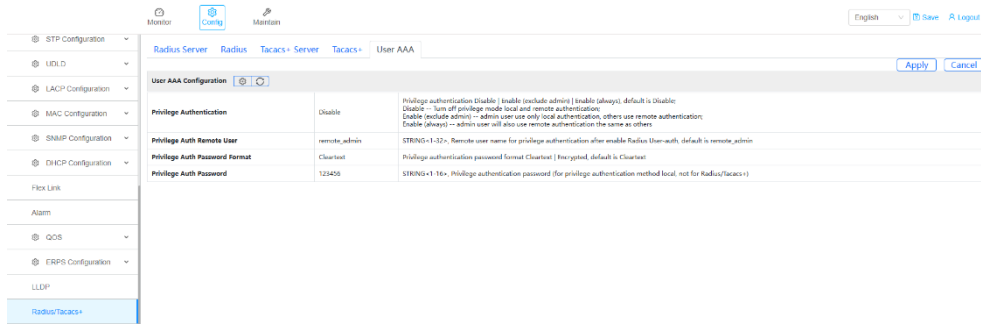 Monitor
Config
Maintain
English
Save
Logout
STP Configuration
UDLD
LACP Configuration
MAC Configuration
SNMP Configuration
DHCP Configuration
Flex Link
Alarm
QOS
ERPS Configuration
LLDP
Radius/Tacacs+
Radius Server
Radius
Tacacs+ Server
Tacacs+
User AAA
Apply
Cancel
User AAA Configuration
Privilege Authentication
Disable
Privilege authentication Disable | Enable (exclude admin) | Enable (always), default is Disable;
Disable -- Turn off privilege mode local and remote authentication;
Enable (exclude admin) -- admin user use only local authentication, others use remote authentication;
Enable (always) -- admin user will also use remote authentication the same as others
Privilege Auth Remote User
remote_admin
STRING<1-32>, Remote user name for privilege authentication after enable Radius User-auth, default is remote_admin
Privilege Auth Password Format
Cleartext
Privilege authentication password format Cleartext | Encrypted, default is Cleartext
Privilege Auth Password
123456
STRING<1-16>, Privilege authentication password (for privilege authentication method local, not for Radius/Tacacs+)